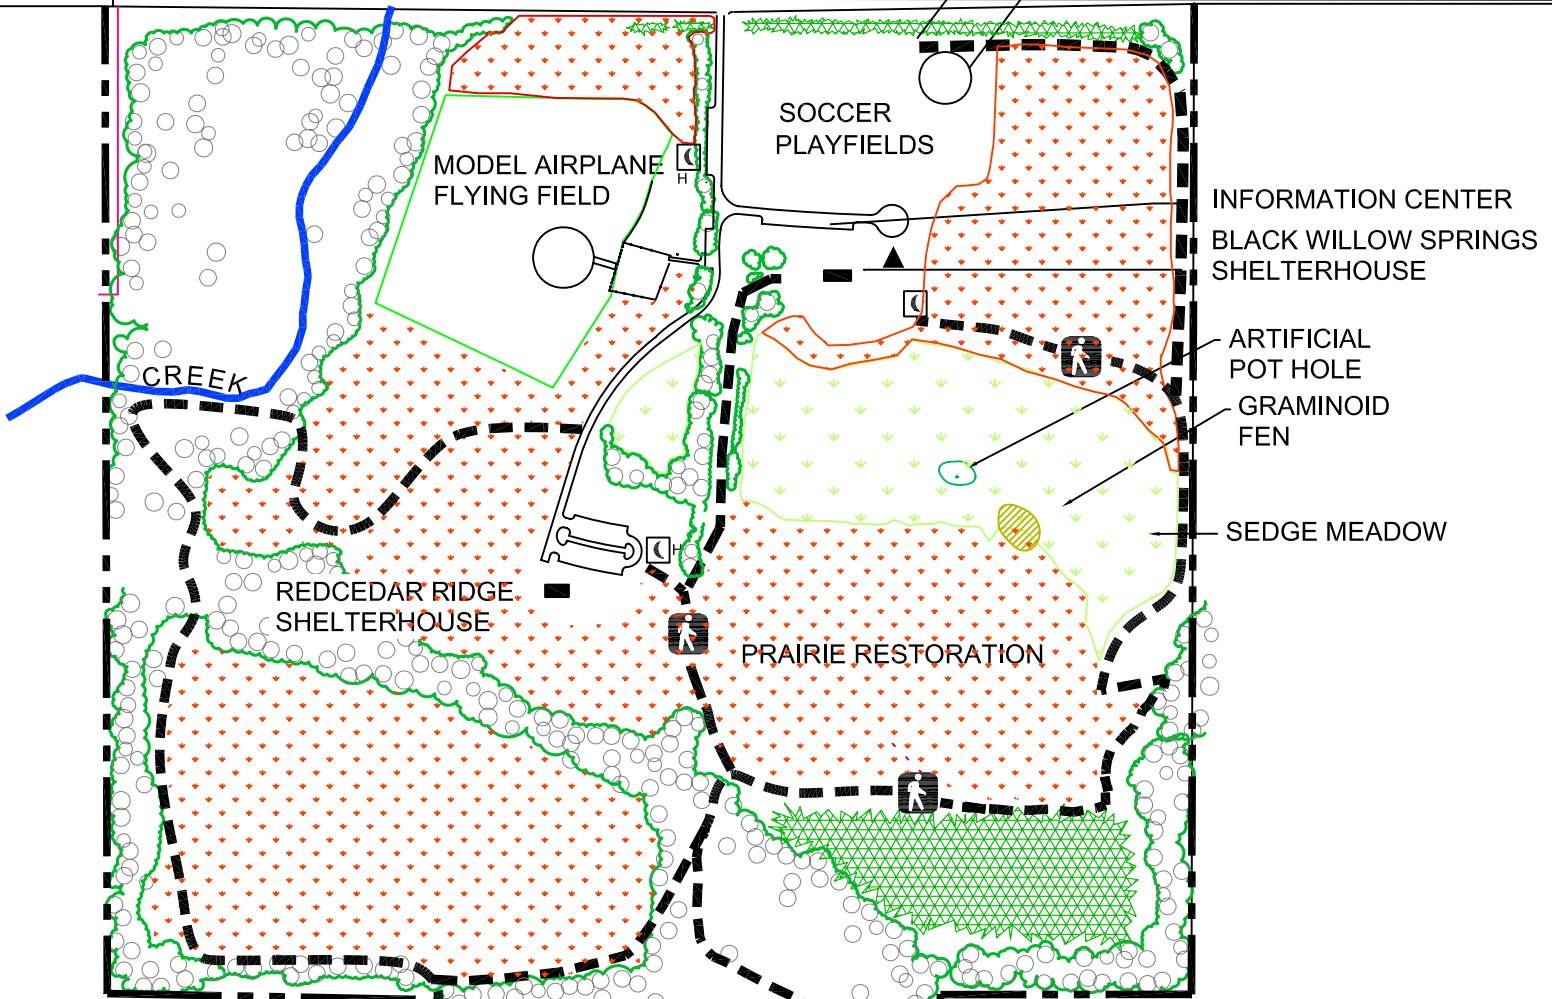 SOCCER
PLAYFIELDS
MODEL AIRPLANE
FLYING FIELD
H
INFORMATION CENTER
BLACK WILLOW SPRINGS
SHELTERHOUSE
ARTIFICIAL
POT HOLE
CREEK
GRAMINOID
FEN
SEDGE MEADOW
H
REDCEDAR RIDGE
SHELTERHOUSE
PRAIRIE RESTORATION